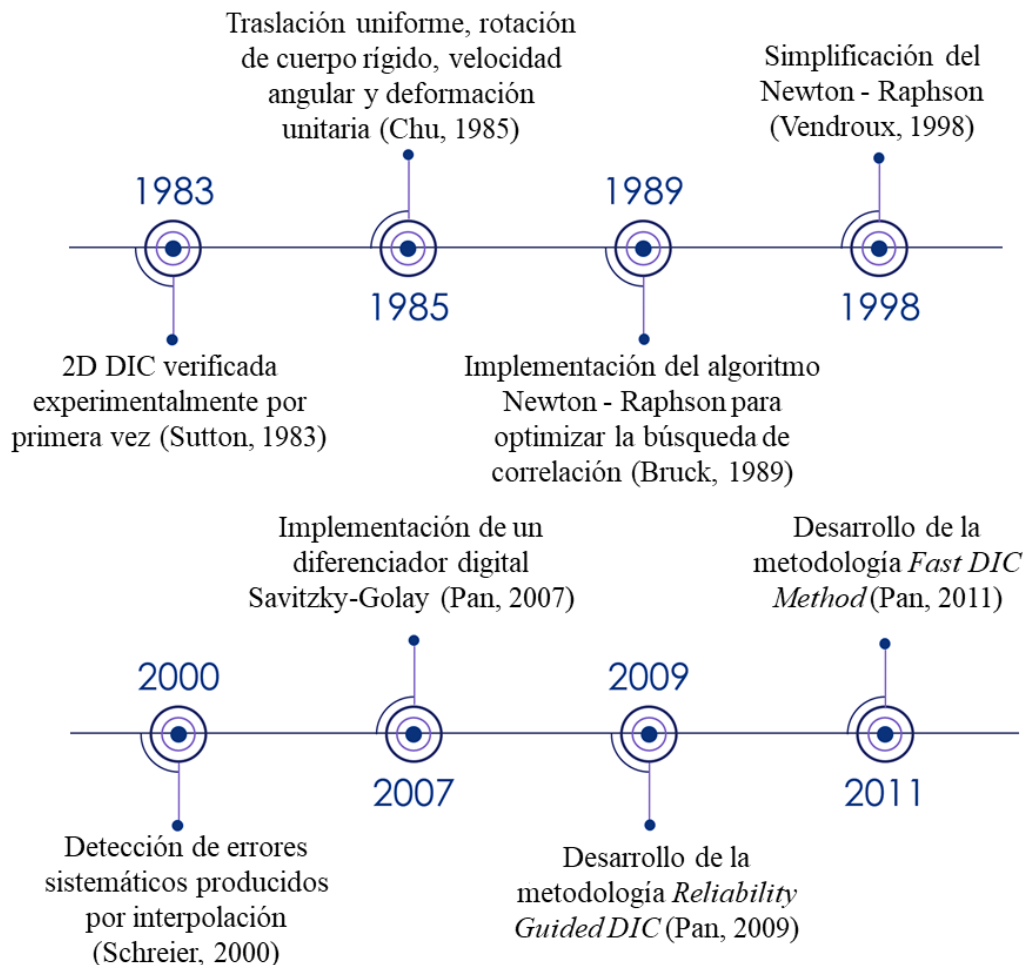 Traslación uniforme, rotación
de cuerpo rígido, velocidad
angular y deformación
unitaria (Chu, 1985)
Simplificación del
Newton - Raphson
(Vendroux, 1998)
1983
1989
1985
1998
2D DIC verificada
experimentalmente por
primera vez (Sutton, 1983)
Implementación del algoritmo
Newton - Raphson para
optimizar la búsqueda de
correlación (Bruck, 1989)
Implementación de un
diferenciador digital
Savitzky-Golay (Pan, 2007)
Desarrollo de la
metodología Fast DIC
Method (Pan, 2011)
2000
2009
2007
2011
Detección de errores
sistemáticos producidos
por interpolación
(Schreier, 2000)
Desarrollo de la
metodología Reliability
Guided DIC (Pan, 2009)